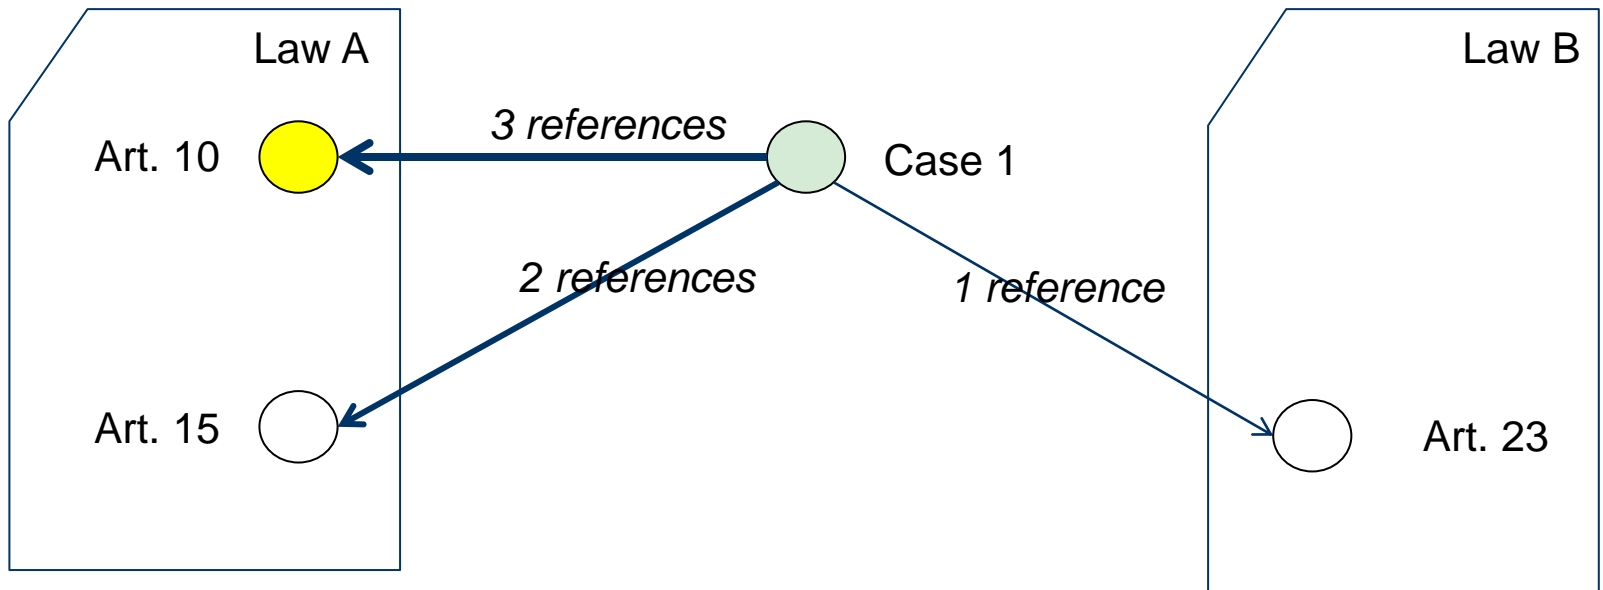 Law A
Law B
3 references
Art. 10
Case 1
2 references
1 reference
Art. 15
Art. 23